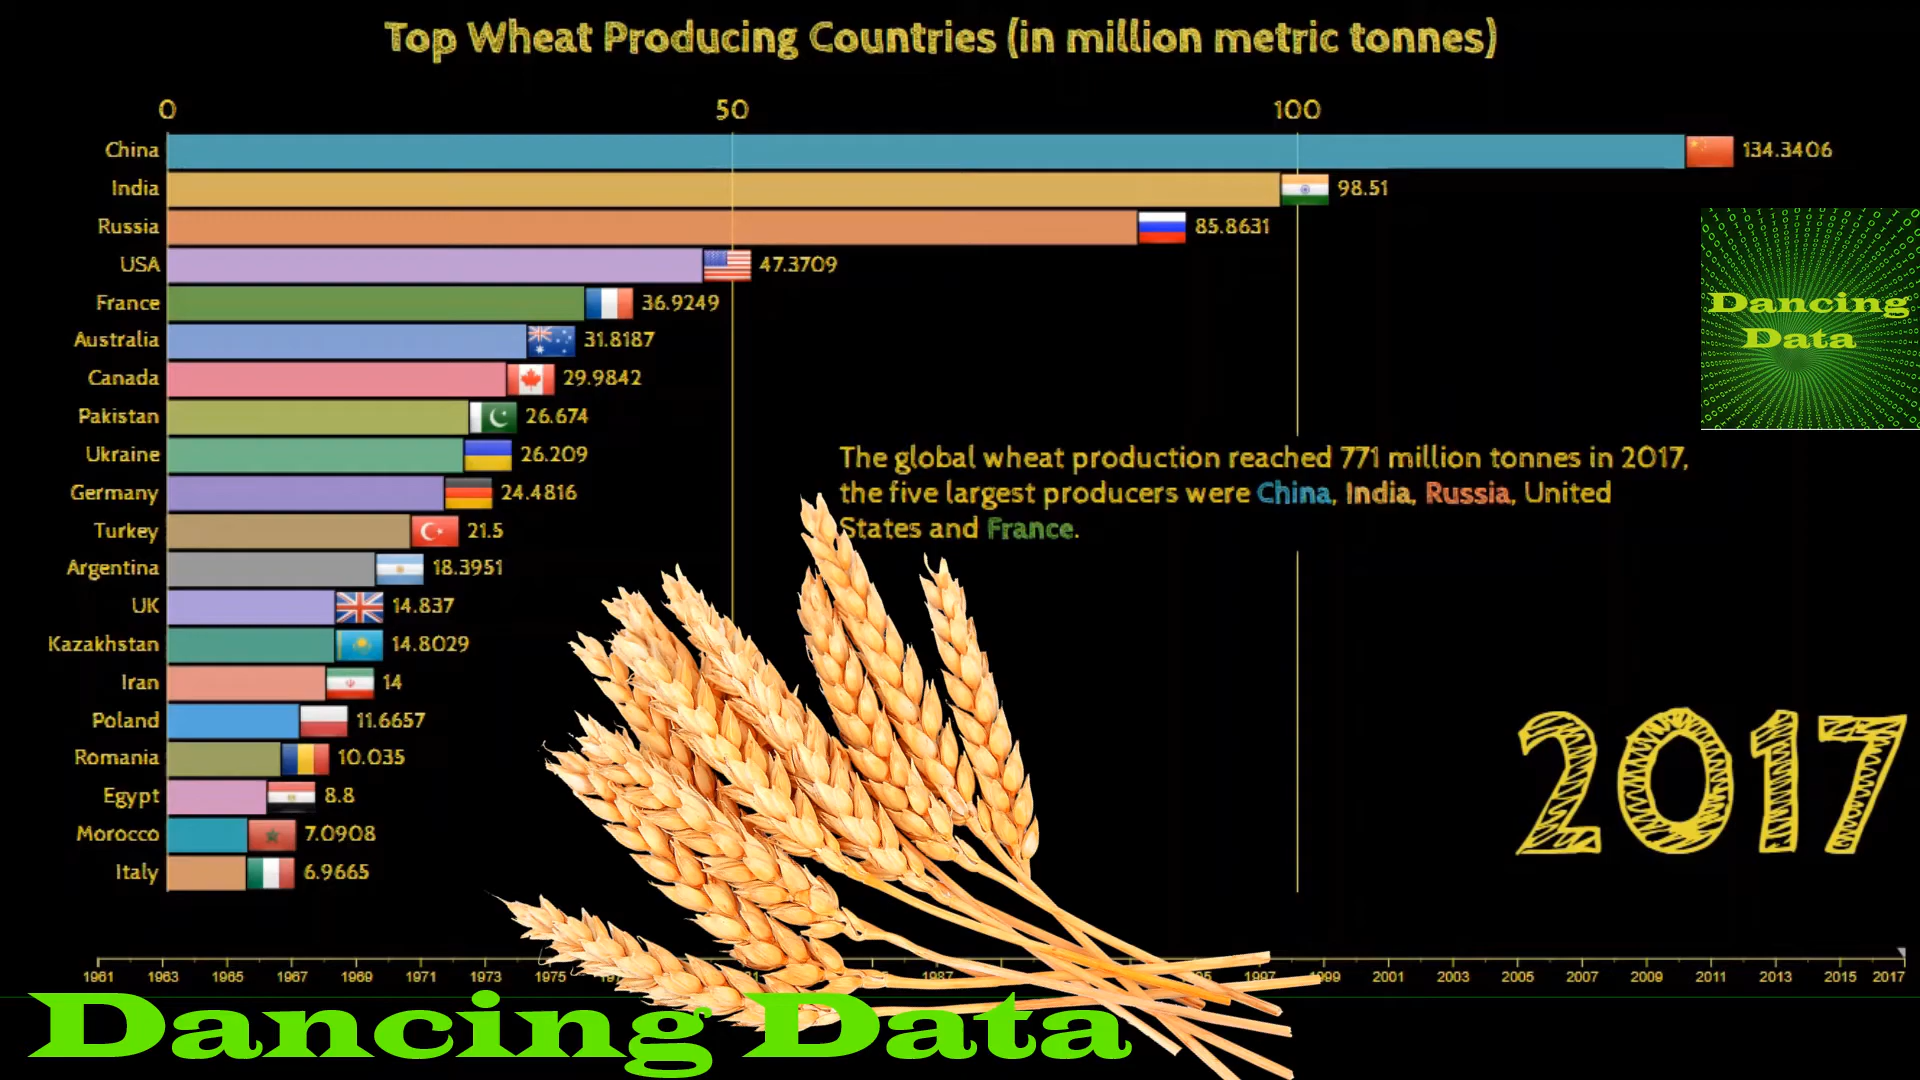 Top Wheat Producing Countries (in million metric tonnes)
0 50 100
China 134.3406
India 98.51
Russia 85.8631
USA 47.3709
France 36.9249
Australia 31.8187
Canada 29.9842
Pakistan 26.674
Ukraine 26.209
Germany 24.4816
Turkey 21.5
Argentina 18.3951
UK 14.837
Kazakhstan 14.8029
Iran 14
Poland 11.6657
Romania 10.035
Egypt 8.8
Morocco 7.0908
Italy 6.9665
Dancing
Data
The global wheat production reached 771 million tonnes in 2017,
the five largest producers were China, India, Russia, United
States and France.
2017
1961 1963 1965 1967 1969 1971 1973 1975 1987 1997 1999 2001 2003 2005 2007 2009 2011 2013 2015 2017
Dancing Data